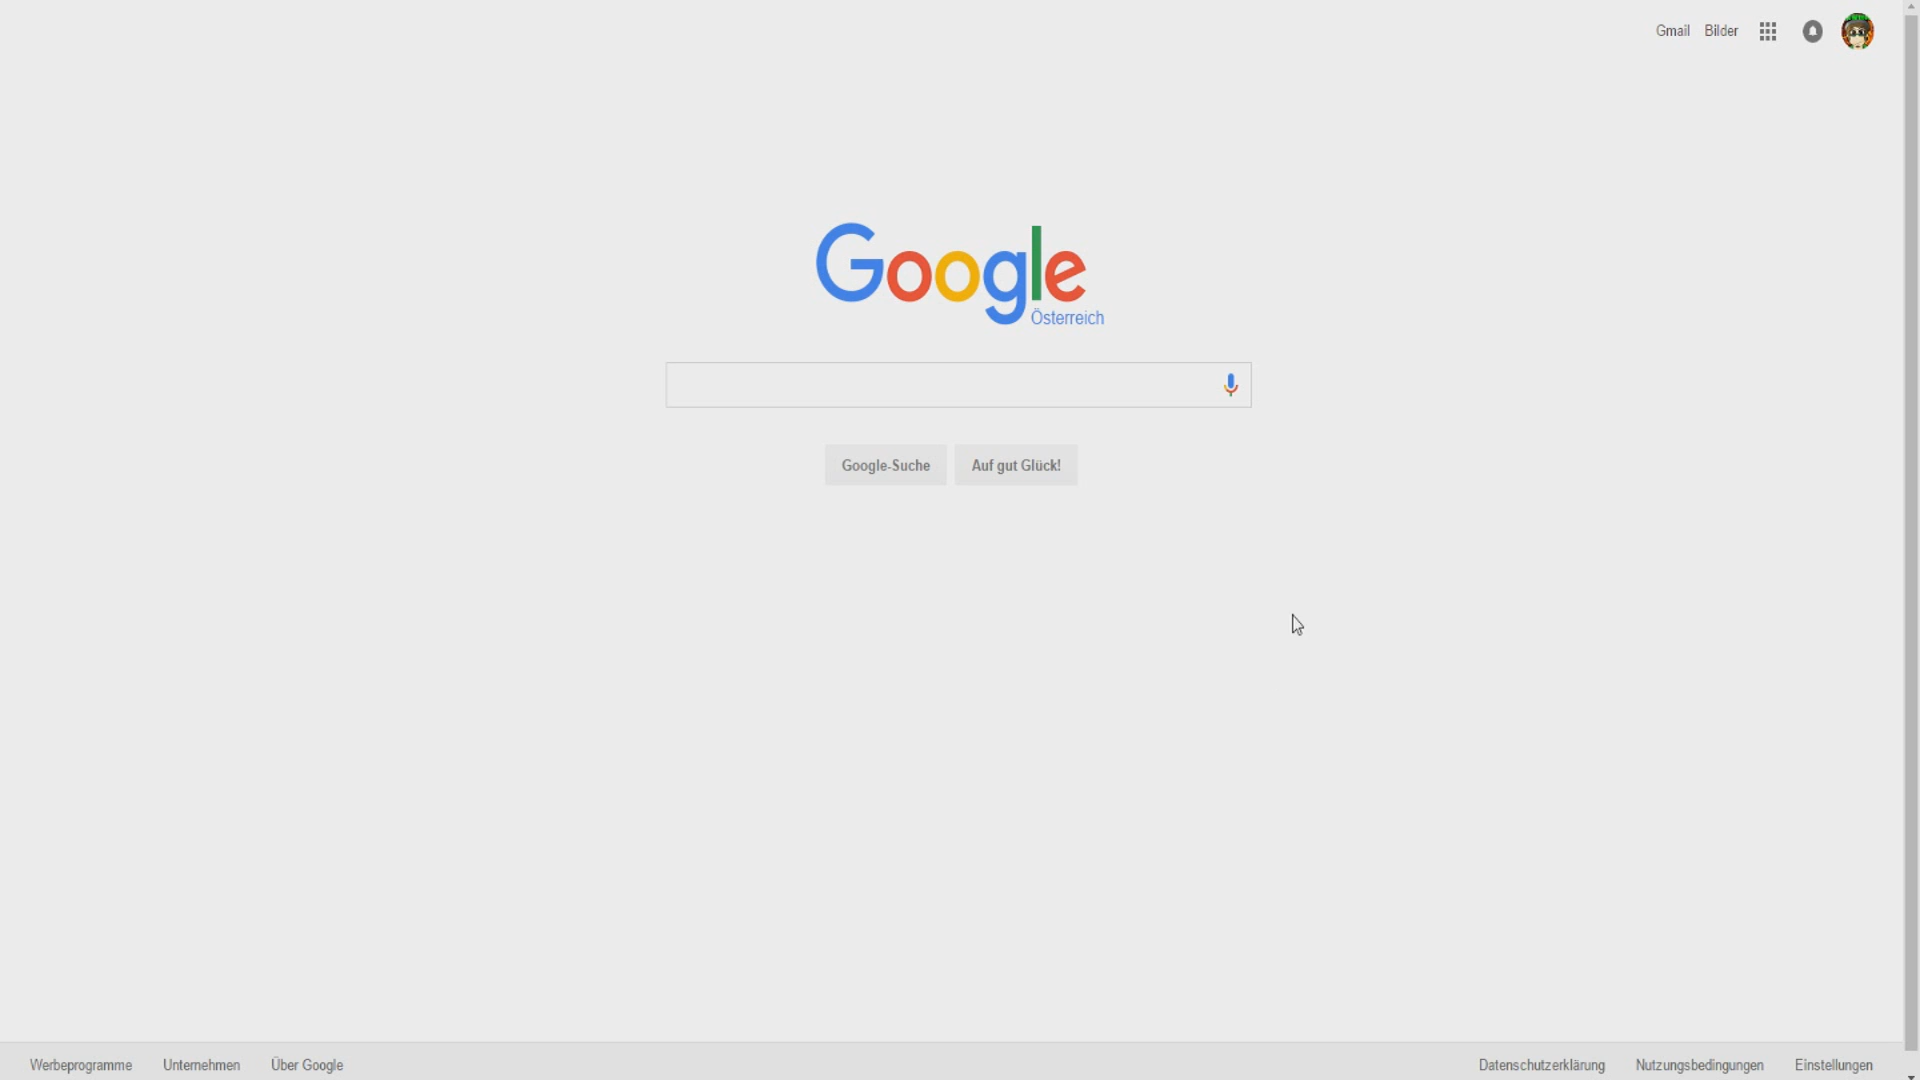 Gmail Bilder
Google
Österreich
Google-Suche Auf gut Glück!
Werbeprogramme Unternehmen Über Google Datenschutzerklärung Nutzungsbedingungen Einstellungen